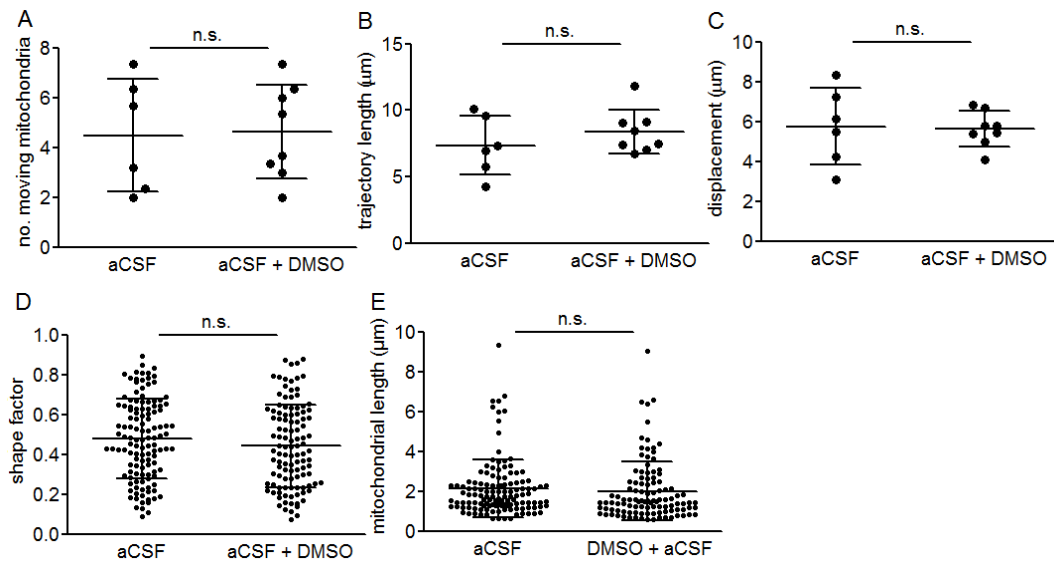 A
n.s.
no. moving mitochondria
8
6
4
2
0
aCSF
aCSF + DMSO
B
n.s.
trajectory length (µm)
15
10
5
0
aCSF
aCSF + DMSO
C
n.s.
displacement (µm)
10
8
6
4
2
0
aCSF
aCSF + DMSO
D
n.s.
shape factor
1.0
0.8
0.6
0.4
0.2
0.0
aCSF
aCSF + DMSO
E
n.s.
mitochondrial length (µm)
10
8
6
4
2
0
aCSF
DMSO + aCSF